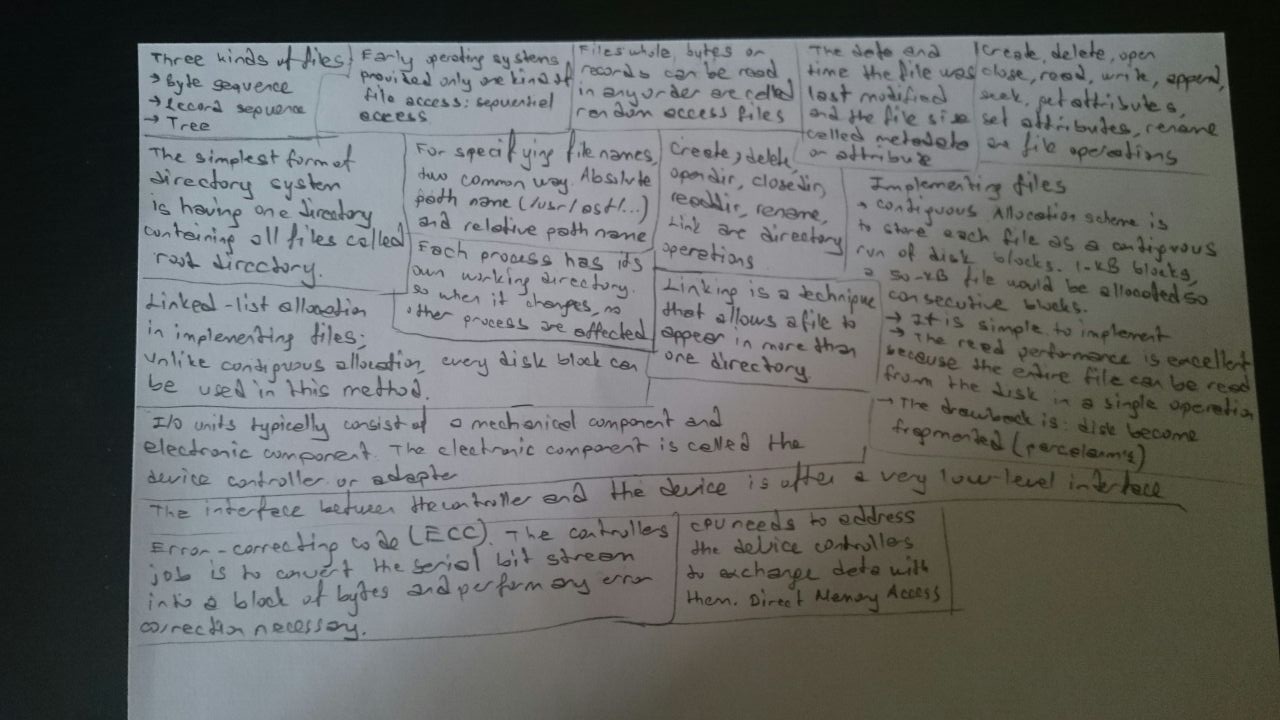 Three kinds of files
→ Byte sequence
→ Record sequence
→ Tree
Early operating systems
provided only one kind of
file access: sequential
access
Files whole, bytes or
records can be read
in any order are called
random access files
The date and
time the file was
last modified
and the file size
called metadata
or attribute
Create, delete, open
close, read, write, append,
seek, get attributes,
set attributes, rename
are file operations
The simplest form of
directory system
is having one directory
containing all files called
root directory.
For specifying file names,
two common way. Absolute
path name (/usr/ast/...)
and relative path name
Create, delete,
opendir, closedir,
readdir, rename,
Link are directory
operations
Implementing files
→ contiguous Allocation scheme is
to store each file as a contiguous
run of disk blocks. 1-kB blocks,
a 50-kB file would be allocated 50
consecutive blocks.
→ It is simple to implement
→ The read performance is excellent
because the entire file can be read
from the disk in a single operation
→ The drawback is: disk become
fragmented
Each process has its
own working directory.
so when it changes, no
other process are affected
Linking is a technique
that allows a file to
appear in more than
one directory
Linked-list allocation
in implementing files;
Unlike contiguous allocation, every disk block can
be used in this method.
I/O units typically consist of a mechanical component and
electronic component. The electronic component is called the
device controller or adapter
The interface between the controller and the device is often a very low-level interface
Error-correcting code (ECC). The controllers
job is to convert the serial bit stream
into a block of bytes and perform any error
correction necessary.
CPU needs to address
the device controllers
to exchange data with
them. Direct Memory Access